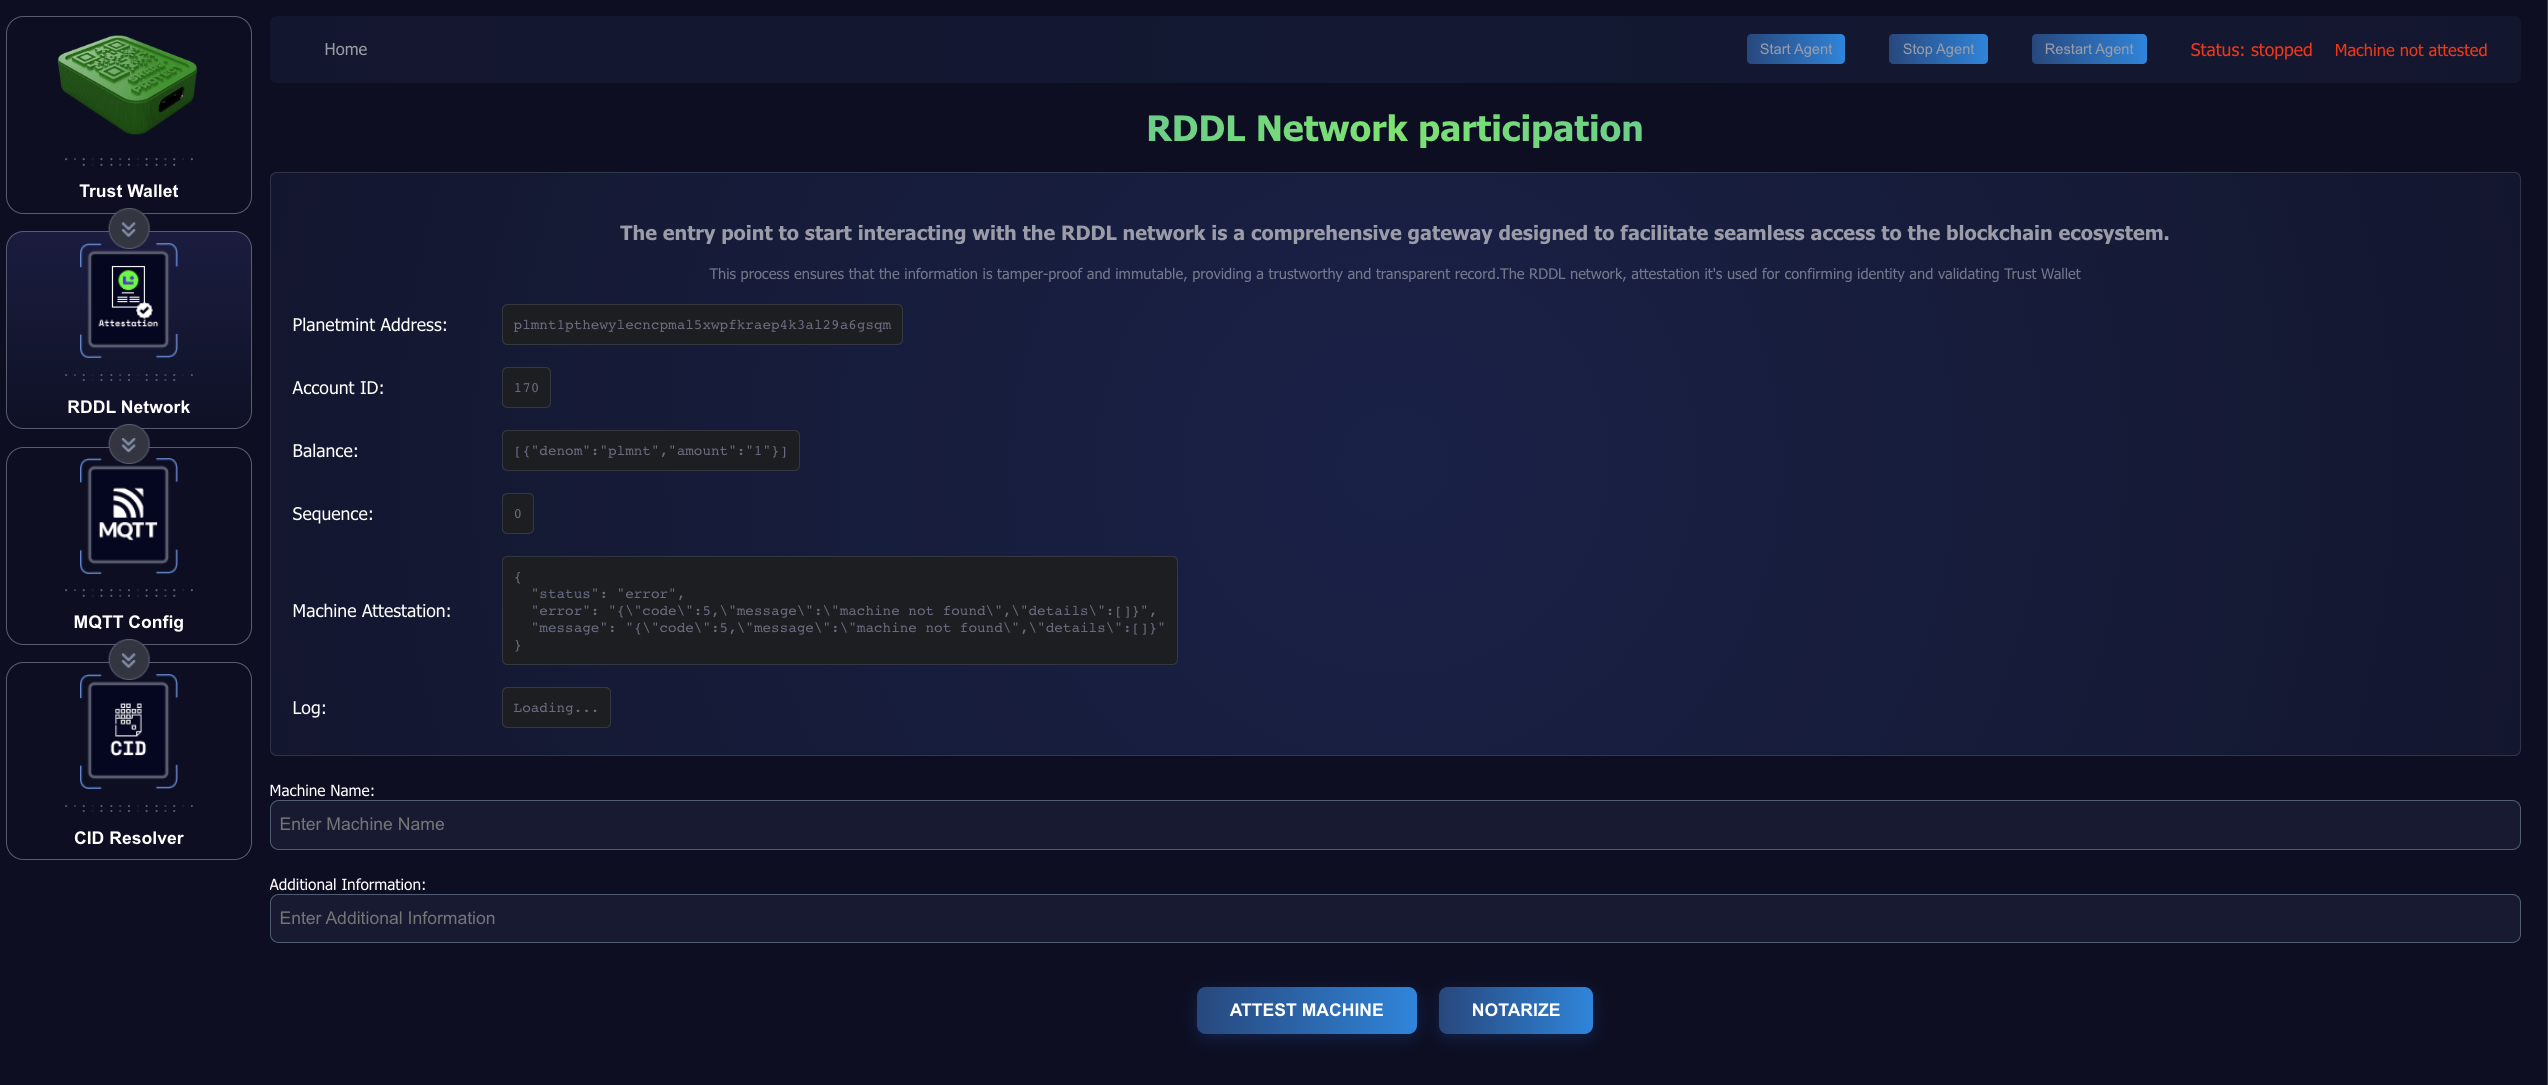 Home
Start Agent
Stop Agent
Restart Agent
Status: stopped
Machine not attested
Trust Wallet
Attestation
RDDL Network
MQTT
MQTT Config
CID
CID Resolver
RDDL Network participation
The entry point to start interacting with the RDDL network is a comprehensive gateway designed to facilitate seamless access to the blockchain ecosystem.
This process ensures that the information is tamper-proof and immutable, providing a trustworthy and transparent record.The RDDL network, attestation it's used for confirming identity and validating Trust Wallet
Planetmint Address:
plmnt1pthewylecncpmal5xwpfkraep4k3al29a6gsqm
Account ID:
170
Balance:
[{"denom":"plmnt","amount":"1"}]
Sequence:
0
Machine Attestation:
{
  "status": "error",
  "error": "{\"code\":5,\"message\":\"machine not found\",\"details\":[]}",
  "message": "{\"code\":5,\"message\":\"machine not found\",\"details\":[]}"
}
Log:
Loading...
Machine Name:
Enter Machine Name
Additional Information:
Enter Additional Information
ATTEST MACHINE
NOTARIZE